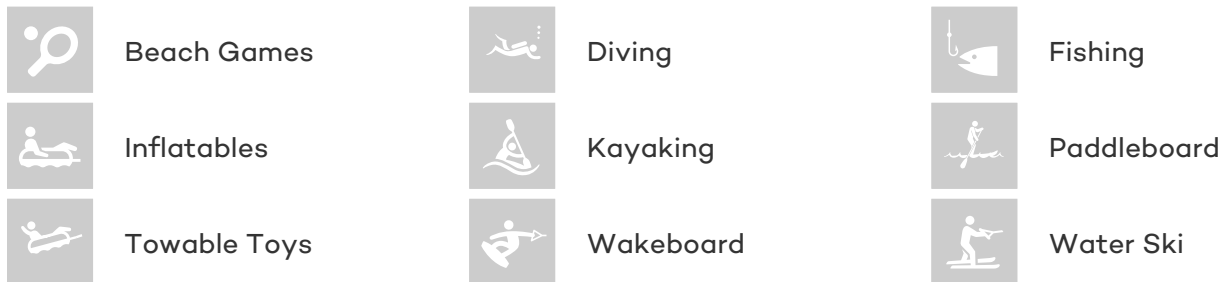 Beach Games
Diving
Fishing
Inflatables
Kayaking
Paddleboard
Towable Toys
Wakeboard
Water Ski